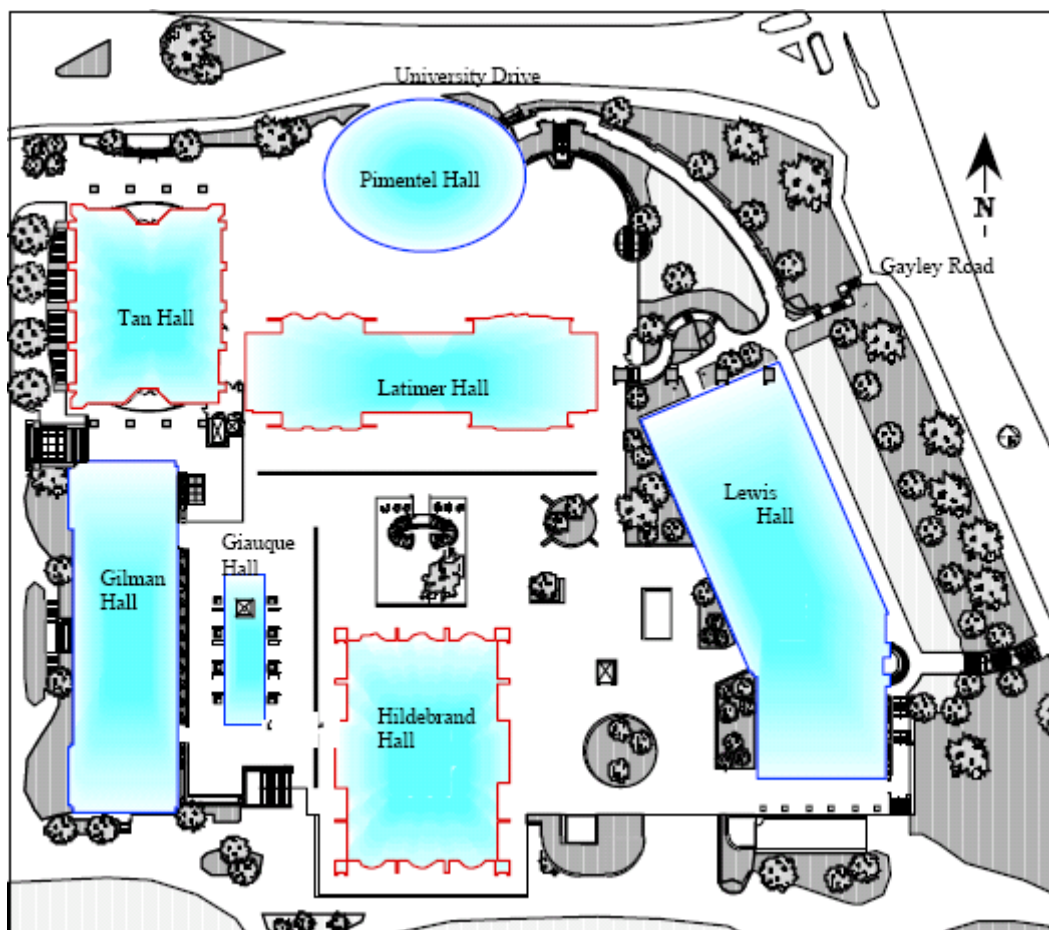 University Drive
Pimentel Hall
N
Gayley Road
Tan Hall
Latimer Hall
Lewis
Hall
Giauque
Hall
Gilman
Hall
Hildebrand
Hall